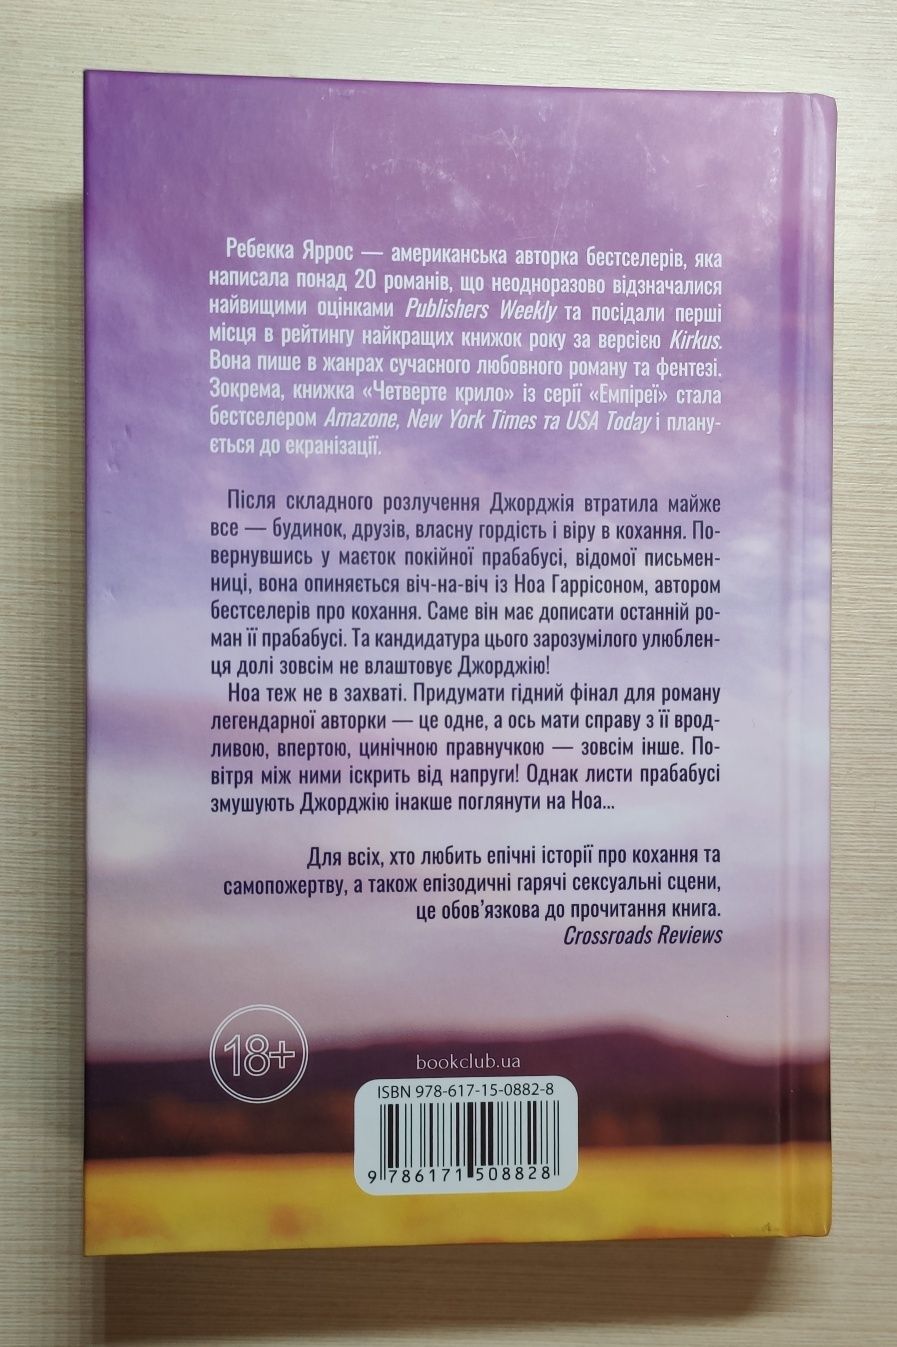 Ребекка Яррос — американська авторка бестселерів, яка
написала понад 20 романів, що неодноразово відзначалися
найвищими оцінками Publishers Weekly та посідали перші
місця в рейтингу найкращих книжок року за версією Kirkus.
Вона пише в жанрах сучасного любовного роману та фентезі.
Зокрема, книжка «Четверте крило» із серії «Емпіреї» стала
бестселером Amazone, New York Times та USA Today і плану-
ється до екранізації.
Після складного розлучення Джорджія втратила майже
все — будинок, друзів, власну гордість і віру в кохання. По-
вернувшись у маєток покійної прабабусі, відомої письмен-
ниці, вона опиняється віч-на-віч із Ноа Гаррісоном, автором
бестселерів про кохання. Саме він має дописати останній ро-
ман її прабабусі. Та кандидатура цього зарозумілого улюблен-
ця долі зовсім не влаштовує Джорджію!
Ноа теж не в захваті. Придумати гідний фінал для роману
легендарної авторки — це одне, а ось мати справу з її врод-
ливою, впертою, цинічною правнучкою — зовсім інше. По-
вітря між ними іскрить від напруги! Однак листи прабабусі
змушують Джорджію інакше поглянути на Ноа...
Для всіх, хто любить епічні історії про кохання та
самопожертву, а також епізодичні гарячі сексуальні сцени,
це обов’язкова до прочитання книга.
Crossroads Reviews
18+
bookclub.ua
ISBN 978-617-15-0882-8
9 786171 508828